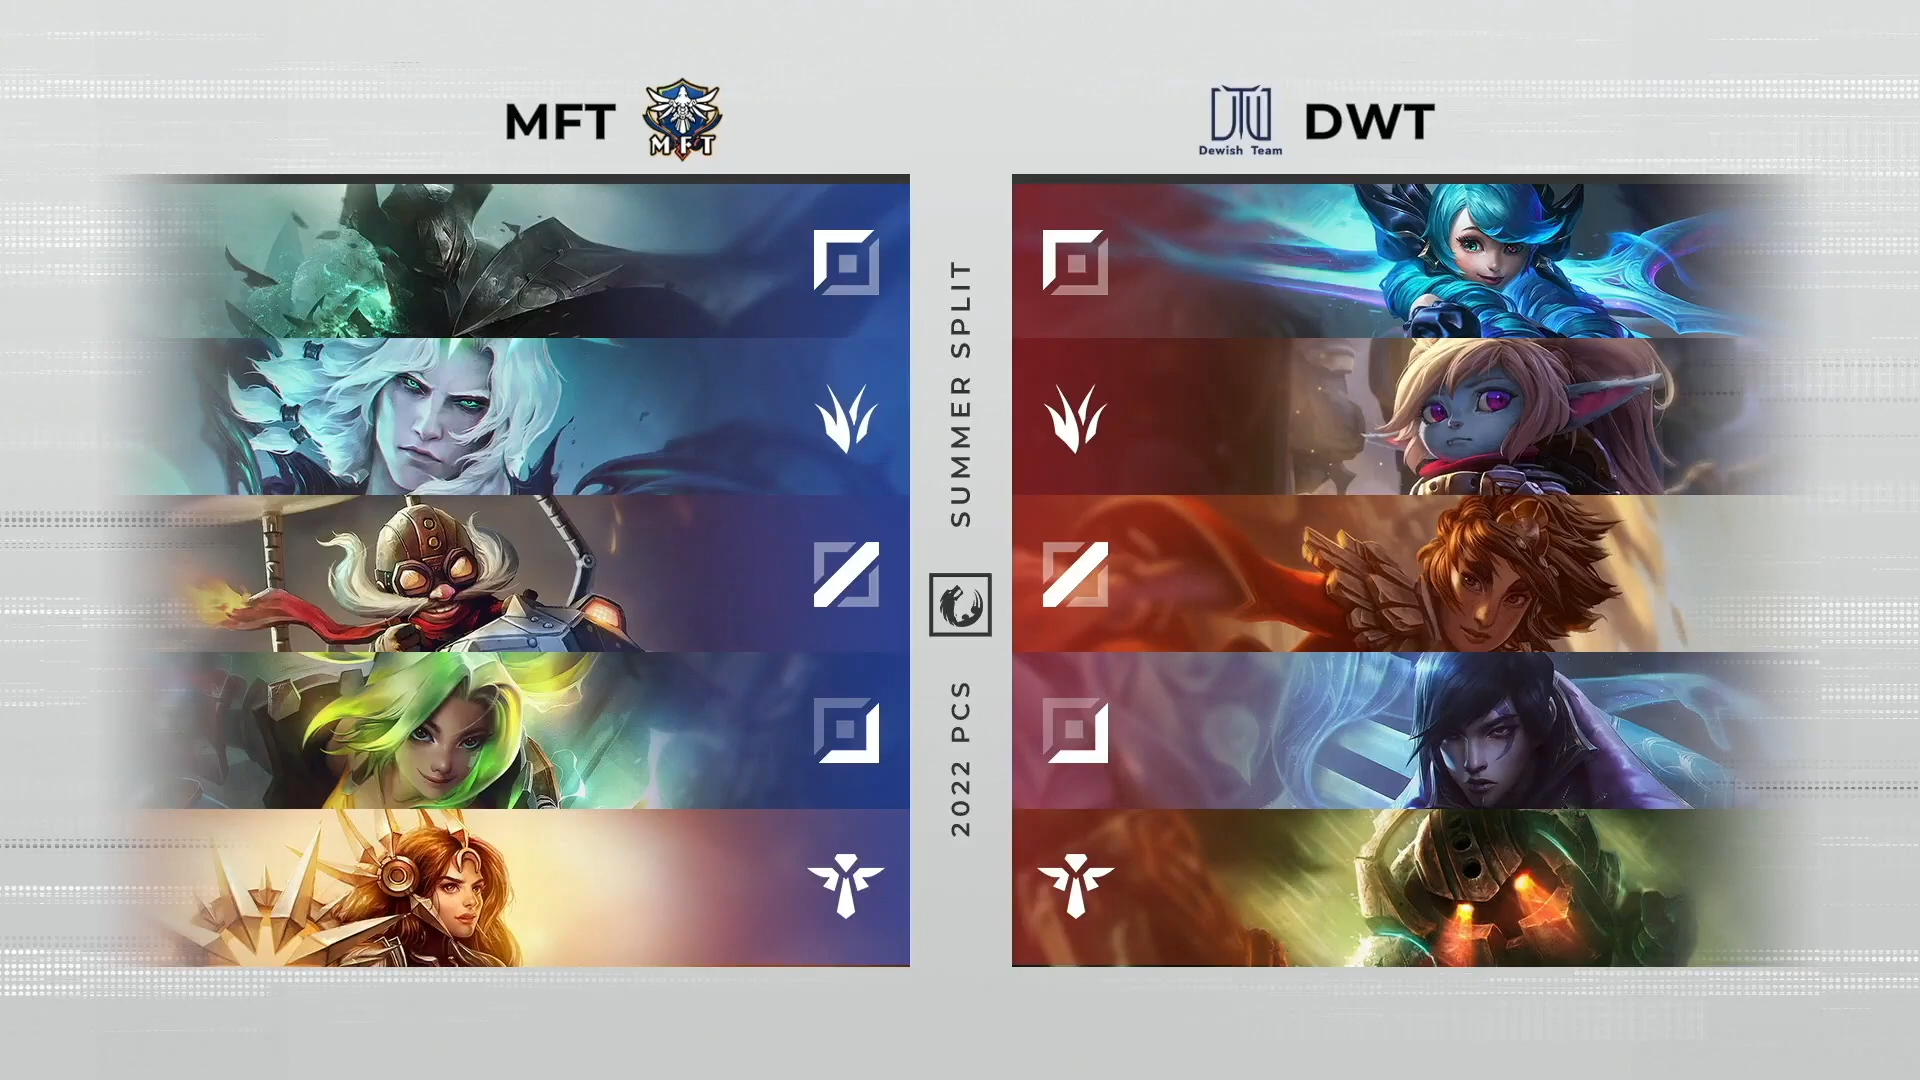 MFT
MFT
Dewish Team
DWT
2022 PCS
SUMMER SPLIT